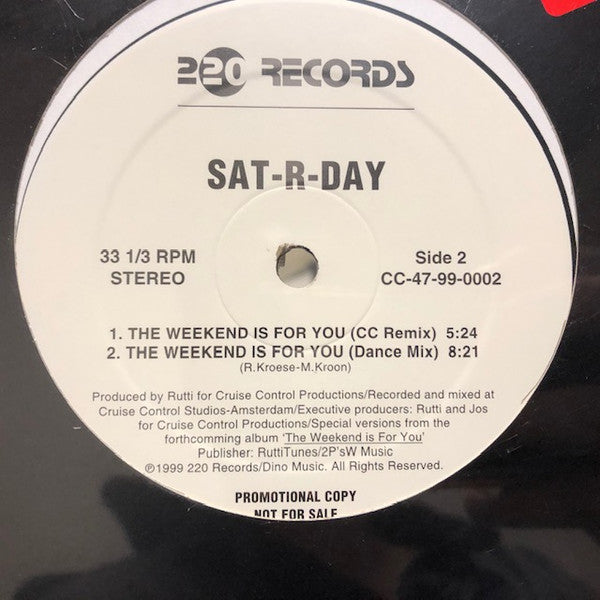 220 RECORDS
SAT-R-DAY
33 1/3 RPM
STEREO
Side 2
CC-47-99-0002
1. THE WEEKEND IS FOR YOU (CC Remix) 5:24
2. THE WEEKEND IS FOR YOU (Dance Mix) 8:21
(R.Kroese-M.Kroon)
Produced by Rutti for Cruise Control Productions/Recorded and mixed at
Cruise Control Studios-Amsterdam/Executive producers: Rutti and Jos
for Cruise Control Productions/Special versions from the
forthcomming album 'The Weekend is For You'
Publisher: RuttiTunes/2P'sW Music
℗1999 220 Records/Dino Music. All Rights Reserved.
PROMOTIONAL COPY
NOT FOR SALE